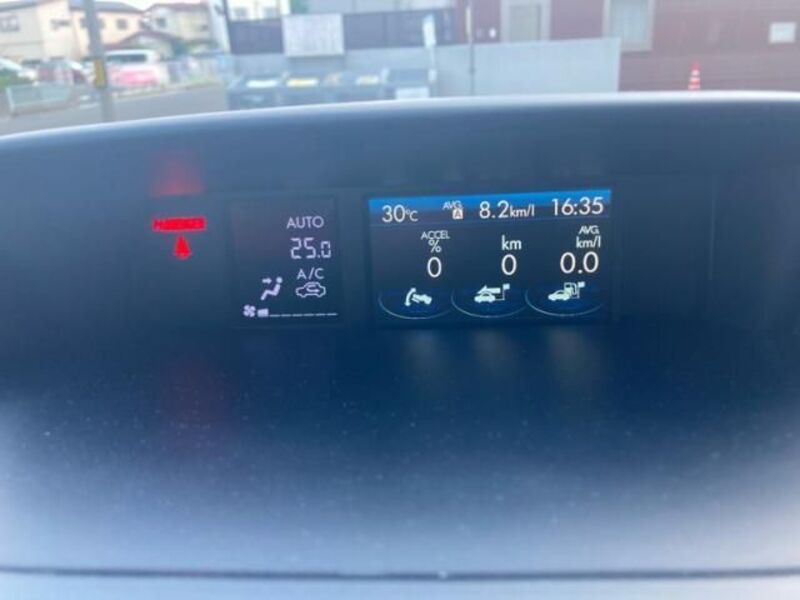 PASSENGER
AUTO
25.0
A/C
30°C AVG. A 8.2km/l 16:35
ACCEL % km AVG. km/l
0 0 0.0